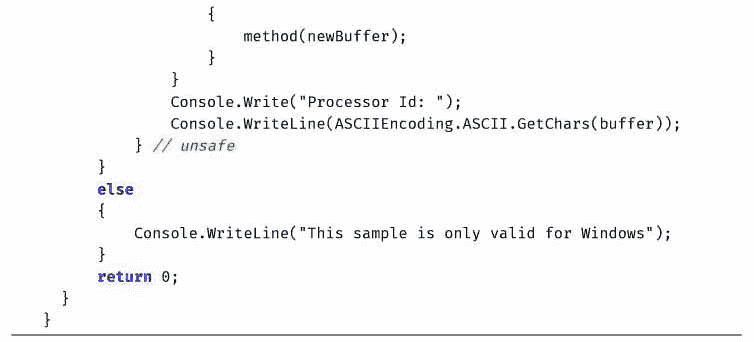 {
method(newBuffer);
}
}
Console.Write("Processor Id: ");
Console.WriteLine(ASCIIEncoding.ASCII.GetChars(buffer));
} // unsafe
}
else
{
Console.WriteLine("This sample is only valid for Windows");
}
return 0;
}
}